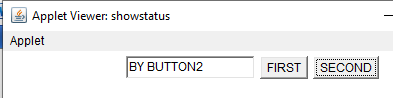 Applet Viewer: showstatus
Applet
BY BUTTON2 FIRST SECOND